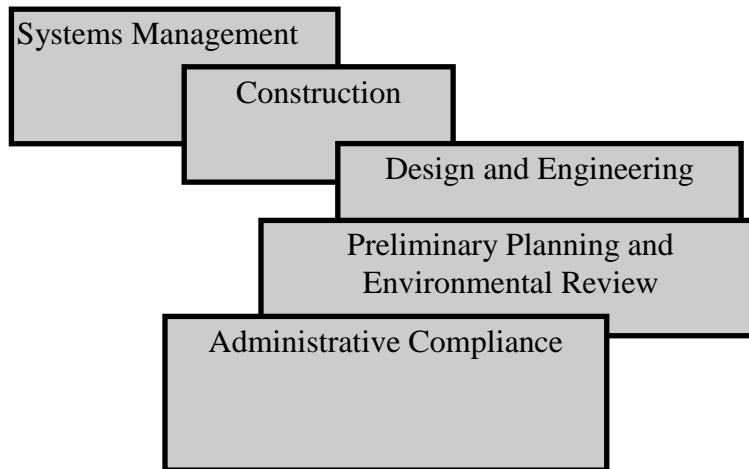 Systems Management
Construction
Design and Engineering
Preliminary Planning and
Environmental Review
Administrative Compliance